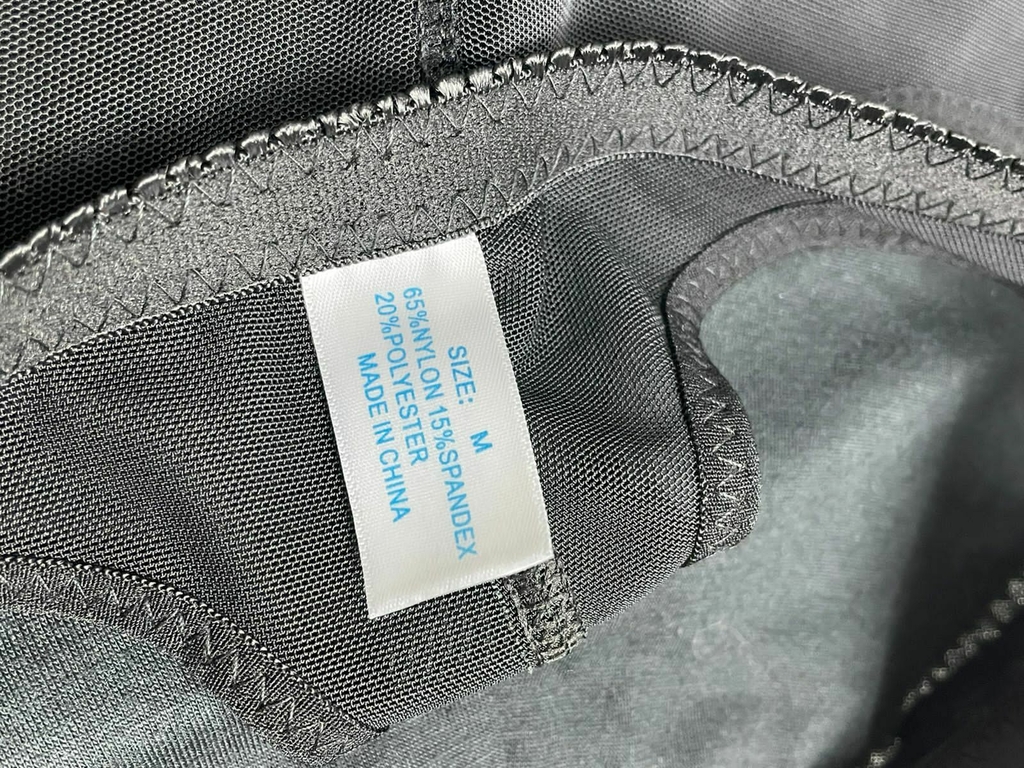 SIZE: M
65%NYLON 15%SPANDEX
20%POLYESTER
MADE IN CHINA